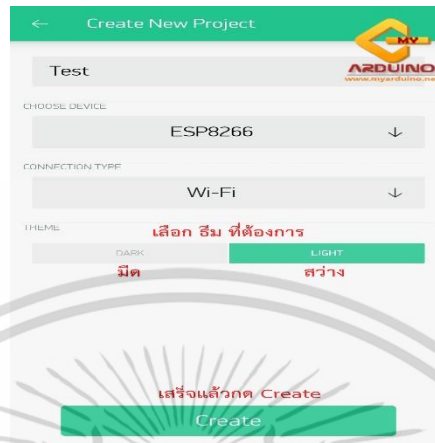 ← Create New Project
MY
ARDUINO
www.myarduino.net
Test
CHOOSE DEVICE
ESP8266 ↓
CONNECTION TYPE
Wi-Fi ↓
THEME
เลือก ธีม ที่ต้องการ
DARK LIGHT
มืด สว่าง
เสร็จแล้วกด Create
Create